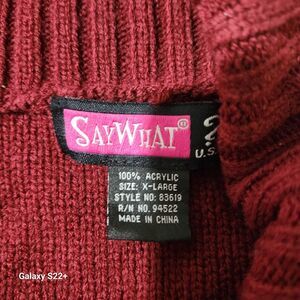 SAYWHAT®
U.S.
100% ACRYLIC
SIZE: X-LARGE
STYLE NO: 83619
R/N NO. 94522
MADE IN CHINA
Galaxy S22+